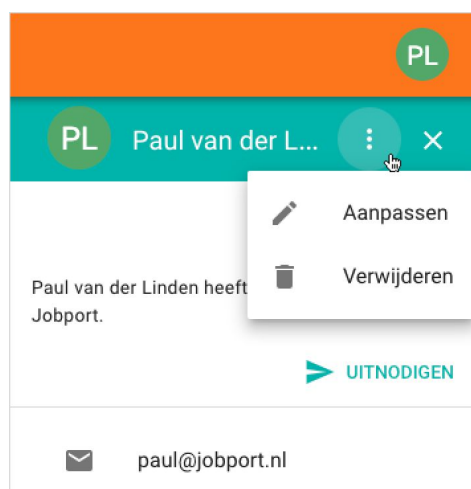 PL
PL Paul van der L...
Aanpassen
Verwijderen
Paul van der Linden heeft
Jobport.
UITNODIGEN
paul@jobport.nl